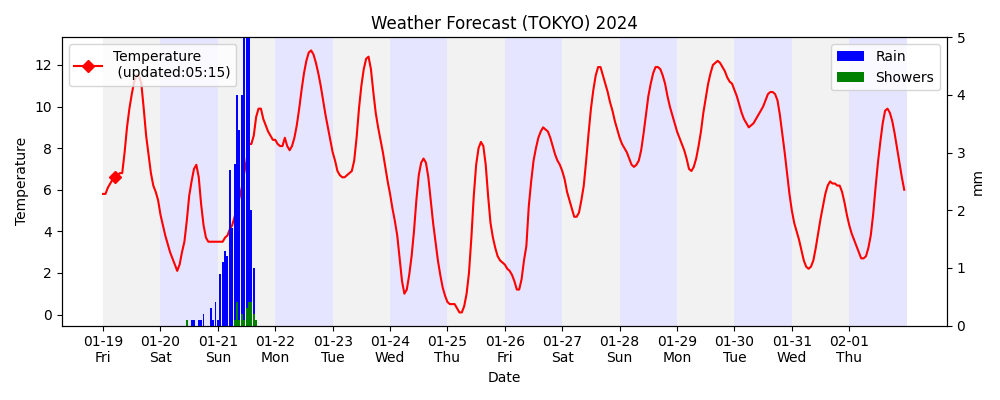 Weather Forecast (TOKYO) 2024
Temperature
(updated:05:15)
Rain
Showers
Temperature
12
10
8
6
4
2
0
5
4
3
2
1
0
mm
01-19 01-20 01-21 01-22 01-23 01-24 01-25 01-26 01-27 01-28 01-29 01-30 01-31 02-01
Fri Sat Sun Mon Tue Wed Thu Fri Sat Sun Mon Tue Wed Thu
Date